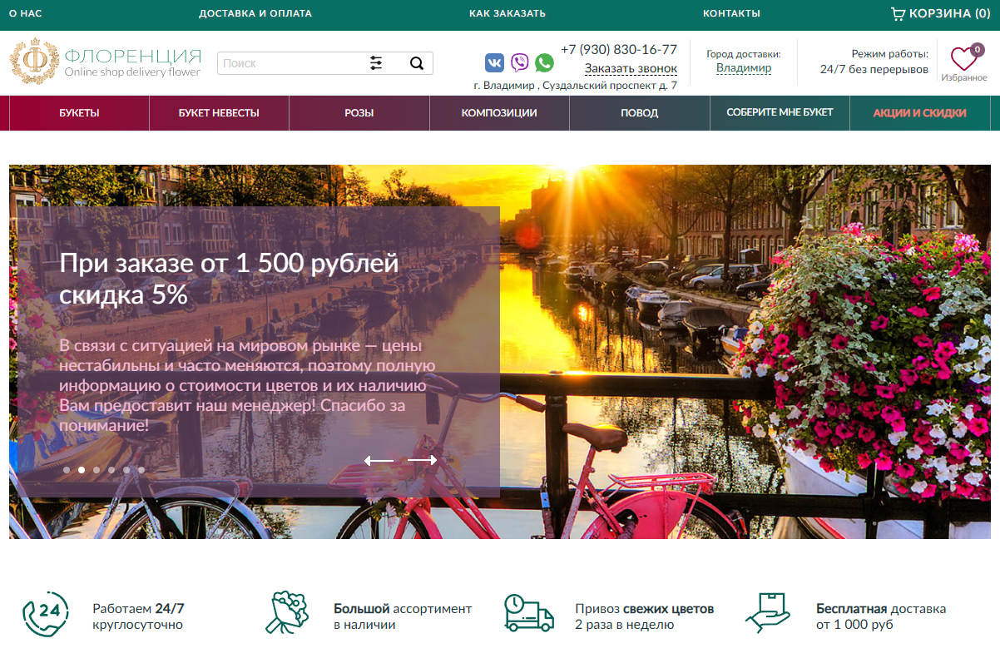 О НАС
ДОСТАВКА И ОПЛАТА
КАК ЗАКАЗАТЬ
КОНТАКТЫ
КОРЗИНА (0)
ФЛОРЕНЦИЯ
Online shop delivery flower
Поиск
+7 (930) 830-16-77
Заказать звонок
г. Владимир , Суздальский проспект д. 7
Город доставки:
Владимир
Режим работы:
24/7 без перерывов
0
Избранное
БУКЕТЫ
БУКЕТ НЕВЕСТЫ
РОЗЫ
КОМПОЗИЦИИ
ПОВОД
СОБЕРИТЕ МНЕ БУКЕТ
АКЦИИ И СКИДКИ
При заказе от 1 500 рублей
скидка 5%
В связи с ситуацией на мировом рынке — цены
нестабильны и часто меняются, поэтому полную
информацию о стоимости цветов и их наличию
Вам предоставит наш менеджер! Спасибо за
понимание!
24
Работаем 24/7
круглосуточно
Большой ассортимент
в наличии
Привоз свежих цветов
2 раза в неделю
Бесплатная доставка
от 1 000 руб